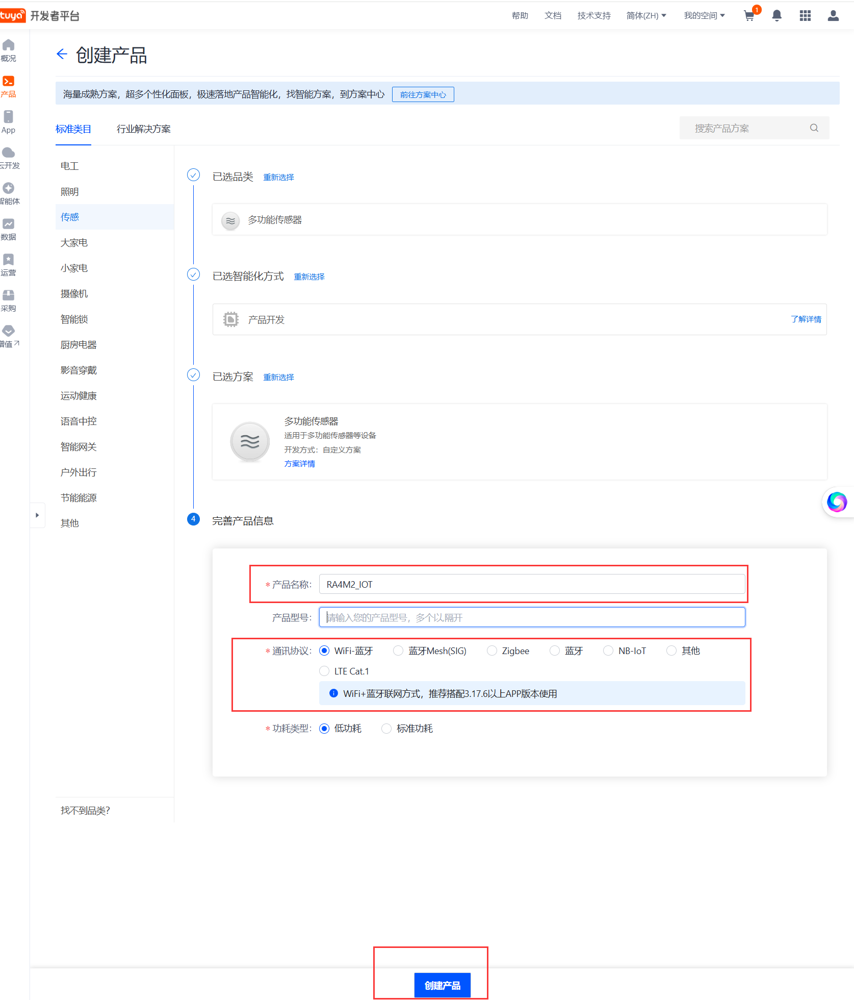 tuya 开发者平台
帮助 文档 技术支持 简体(ZH) 我的空间 1
概况
产品
App
云开发
智能体
数据
运营
采购
增值
创建产品
海量成熟方案，超多个性化面板，极速落地产品智能化，找智能方案，到方案中心 前往方案中心
标准类目 行业解决方案 搜索产品方案
电工
照明
传感
大家电
小家电
摄像机
智能锁
厨房电器
影音穿戴
运动健康
语音中控
智能网关
户外出行
节能能源
其他
找不到品类？
已选品类 重新选择
多功能传感器
已选智能化方式 重新选择
产品开发 了解详情
已选方案 重新选择
多功能传感器
适用于多功能传感器等设备
开发方式：自定义方案
方案详情
4 完善产品信息
* 产品名称： RA4M2_IOT
产品型号： 请输入您的产品型号，多个以,隔开
* 通讯协议： WiFi-蓝牙 蓝牙Mesh(SIG) Zigbee 蓝牙 NB-IoT 其他
LTE Cat.1
WiFi+蓝牙联网方式，推荐搭配3.17.6以上APP版本使用
* 功耗类型： 低功耗 标准功耗
创建产品